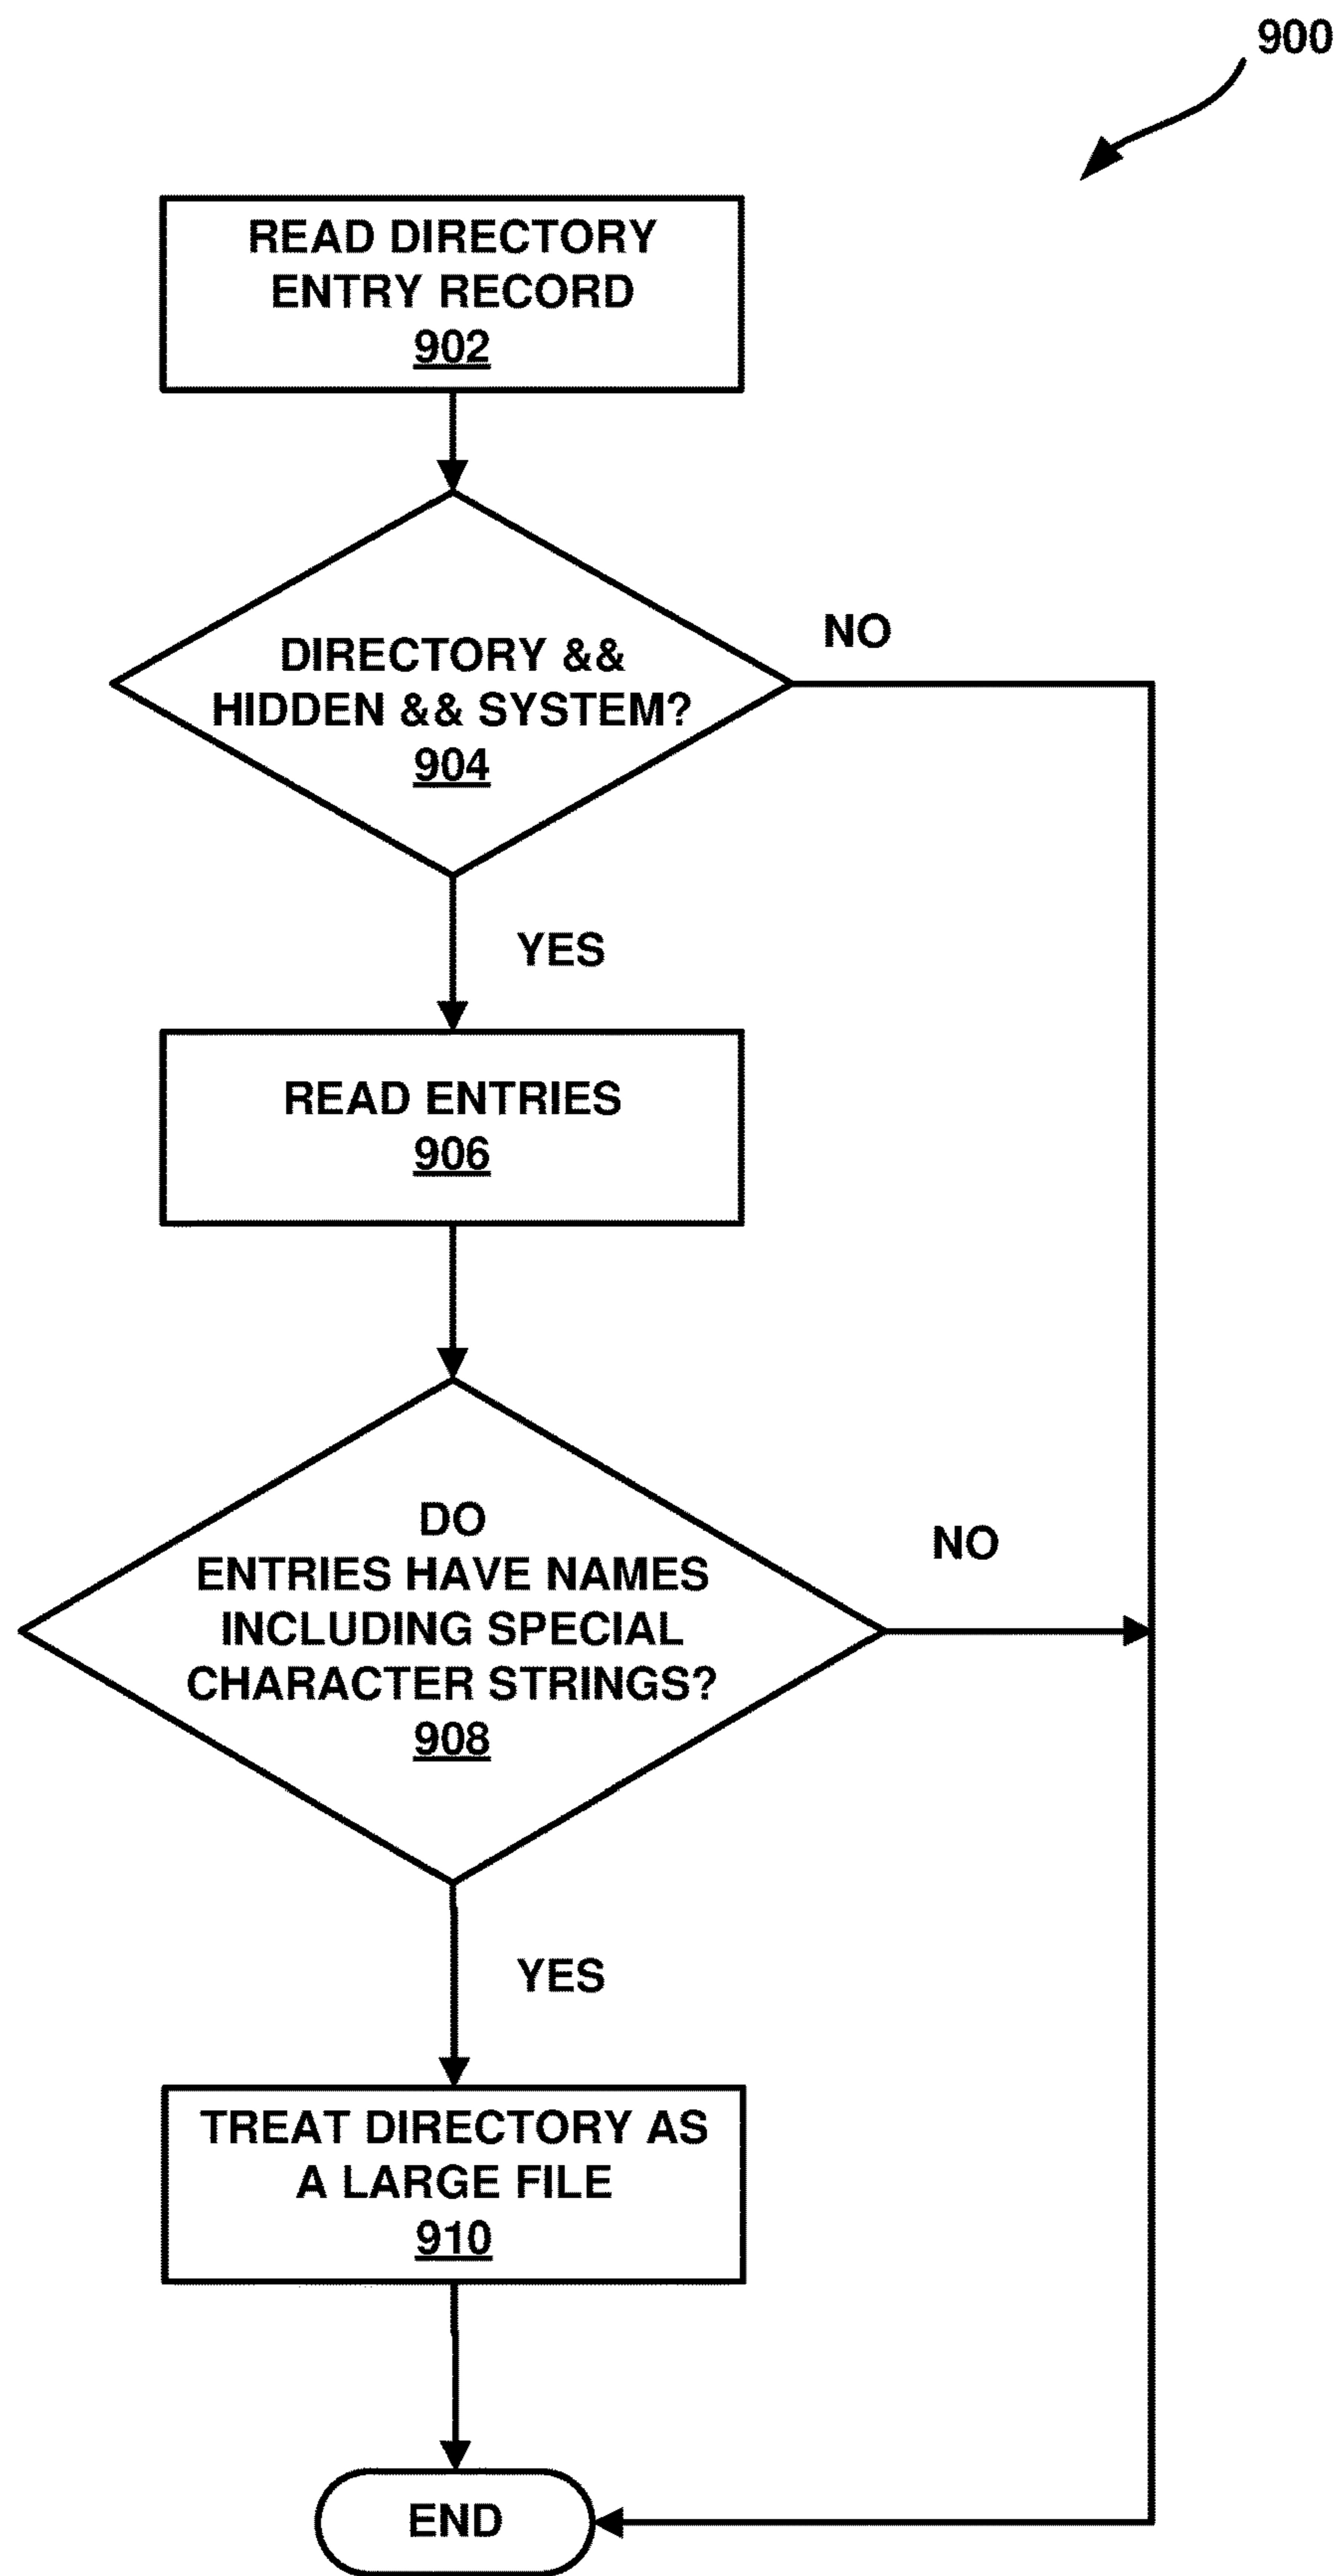 900
READ DIRECTORY
ENTRY RECORD
902
DIRECTORY &&
HIDDEN && SYSTEM?
904
NO
YES
READ ENTRIES
906
DO
ENTRIES HAVE NAMES
INCLUDING SPECIAL
CHARACTER STRINGS?
908
NO
YES
TREAT DIRECTORY AS
A LARGE FILE
910
END